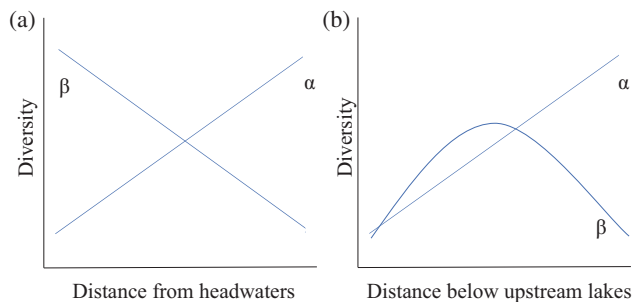 (a)
β
α
Diversity
Distance from headwaters
(b)
α
β
Diversity
Distance below upstream lakes